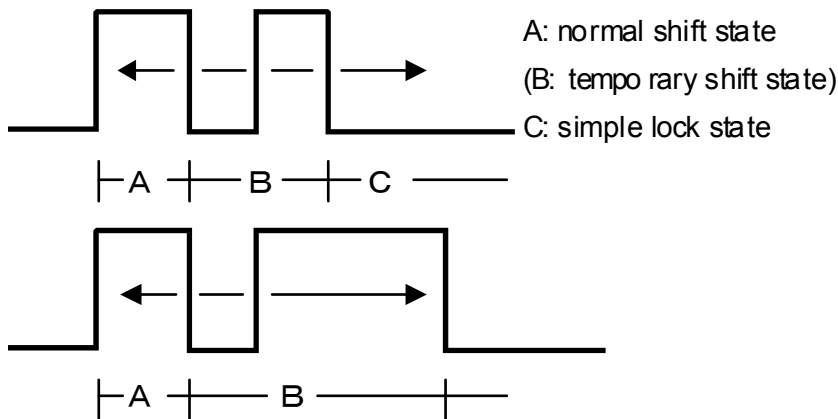 A: normal shift state
(B: tempo rary shift state)
C: simple lock state
A B C
A B